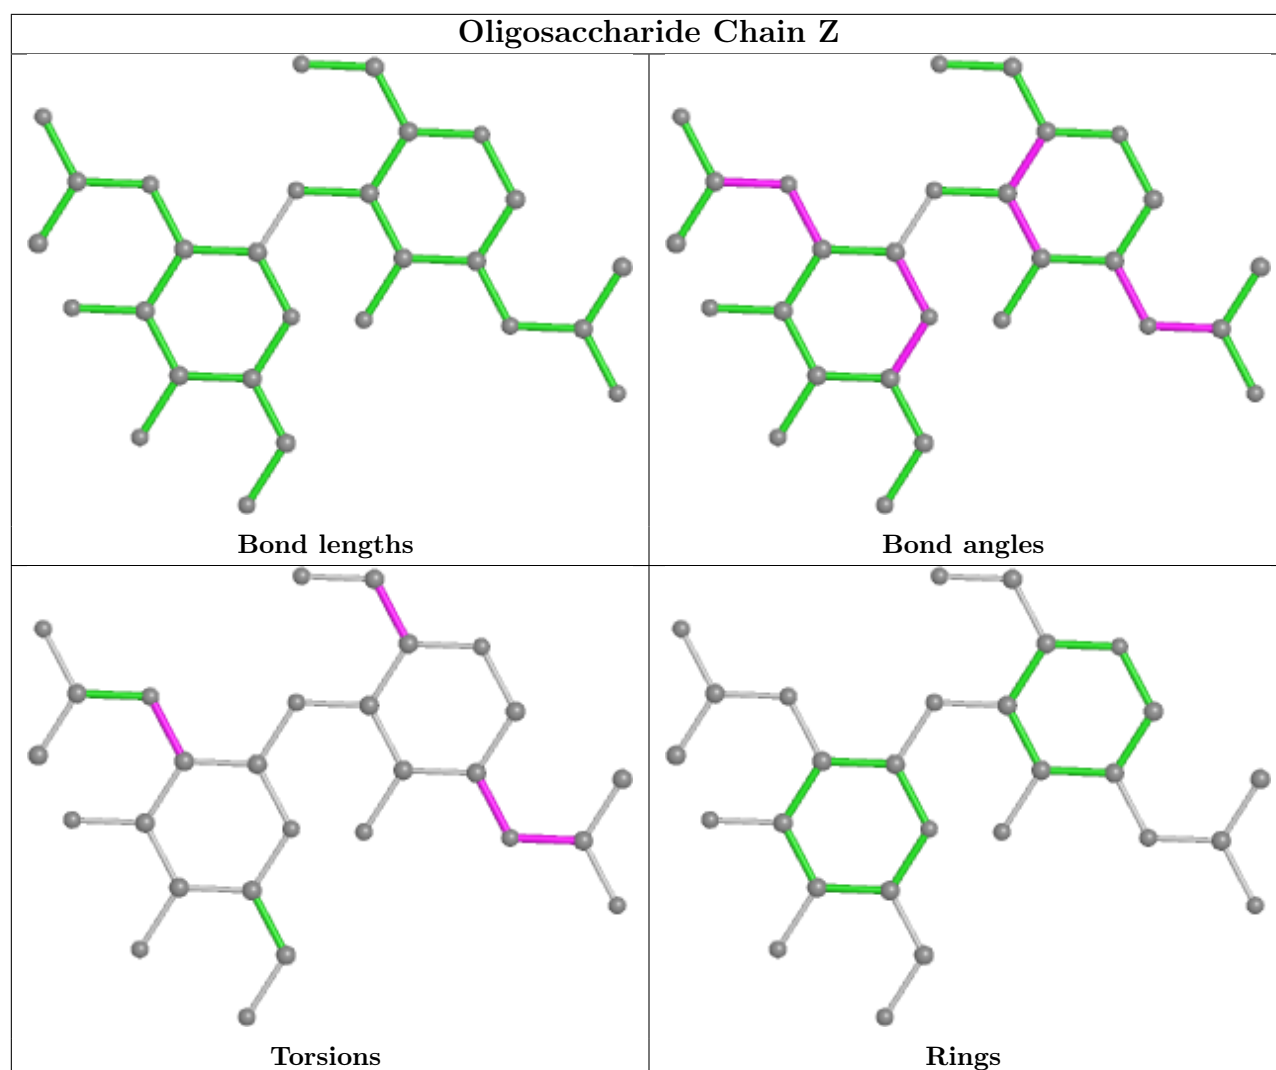 Oligosaccharide Chain Z
Bond lengths
Bond angles
Torsions
Rings